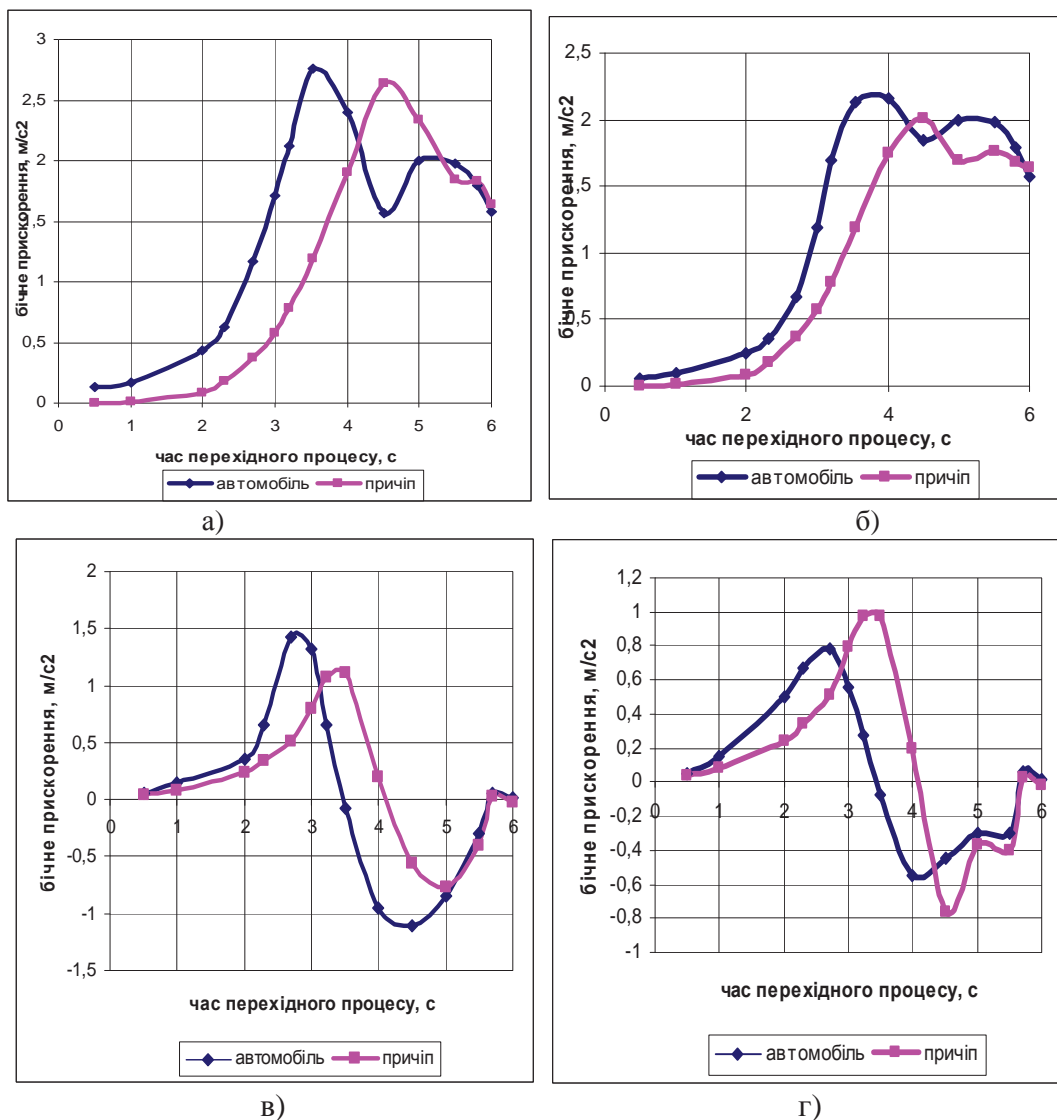 3
2,5
2
1,5
1
0,5
0
бічне прискорення, м/с2
0 1 2 3 4 5 6
час перехідного процесу, с
автомобіль причіп
а)
2,5
2
1,5
1
0,5
0
бічне прискорення, м/с2
0 2 4 6
час перехідного процесу, с
автомобіль причіп
б)
2
1,5
1
0,5
0
-0,5
-1
-1,5
бічне прискорення, м/с2
0 1 2 3 4 5 6
час перехідного процесу, с
автомобіль причіп
в)
1,2
1
0,8
0,6
0,4
0,2
0
-0,2
-0,4
-0,6
-0,8
-1
бічне прискорення, м/с2
0 1 2 3 4 5 6
час перехідного процесу, с
автомобіль причіп
г)